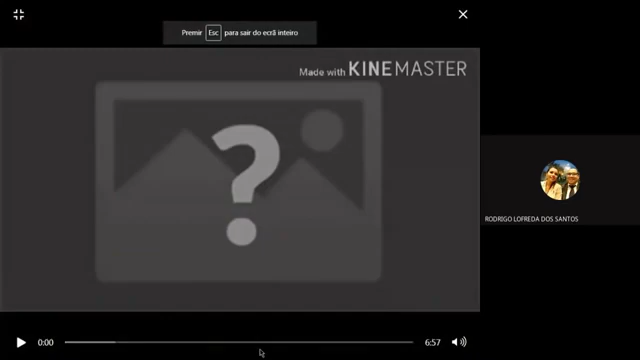 Premir Esc para sair do ecrã inteiro
Made with KINEMASTER
?
RODRIGO LOFREDA DOS SANTOS
0:00
6:57